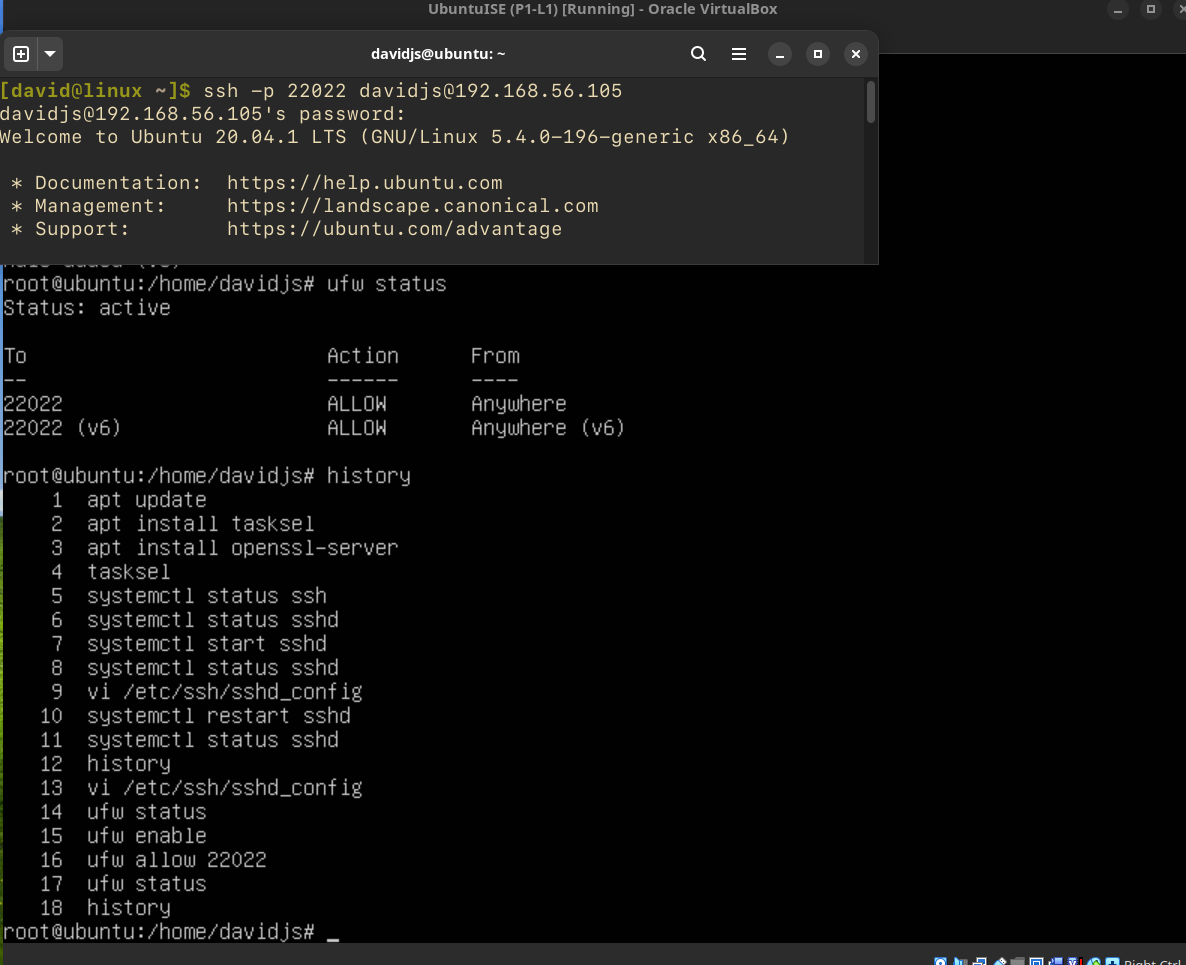 UbuntuISE (P1-L1) [Running] - Oracle VirtualBox
davidjs@ubuntu: ~
[david@linux ~]$ ssh -p 22022 davidjs@192.168.56.105
davidjs@192.168.56.105's password:
Welcome to Ubuntu 20.04.1 LTS (GNU/Linux 5.4.0-196-generic x86_64)
* Documentation: https://help.ubuntu.com
* Management: https://landscape.canonical.com
* Support: https://ubuntu.com/advantage
root@ubuntu:/home/davidjs# ufw status
Status: active
To Action From
-- ------ ----
22022 ALLOW Anywhere
22022 (v6) ALLOW Anywhere (v6)
root@ubuntu:/home/davidjs# history
1 apt update
2 apt install tasksel
3 apt install openssl-server
4 tasksel
5 systemctl status ssh
6 systemctl status sshd
7 systemctl start sshd
8 systemctl status sshd
9 vi /etc/ssh/sshd_config
10 systemctl restart sshd
11 systemctl status sshd
12 history
13 vi /etc/ssh/sshd_config
14 ufw status
15 ufw enable
16 ufw allow 22022
17 ufw status
18 history
root@ubuntu:/home/davidjs# _
Right Ctrl